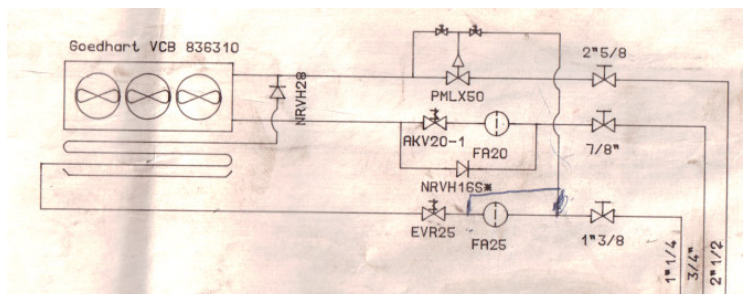 Goedhart VCB 836310
2"5/8
NRVH28
PMLX50
AKV20-1
FA20
7/8"
NRVH16S*
EVR25
FA25
1"3/8
1"1/4
3/4"
2"1/2